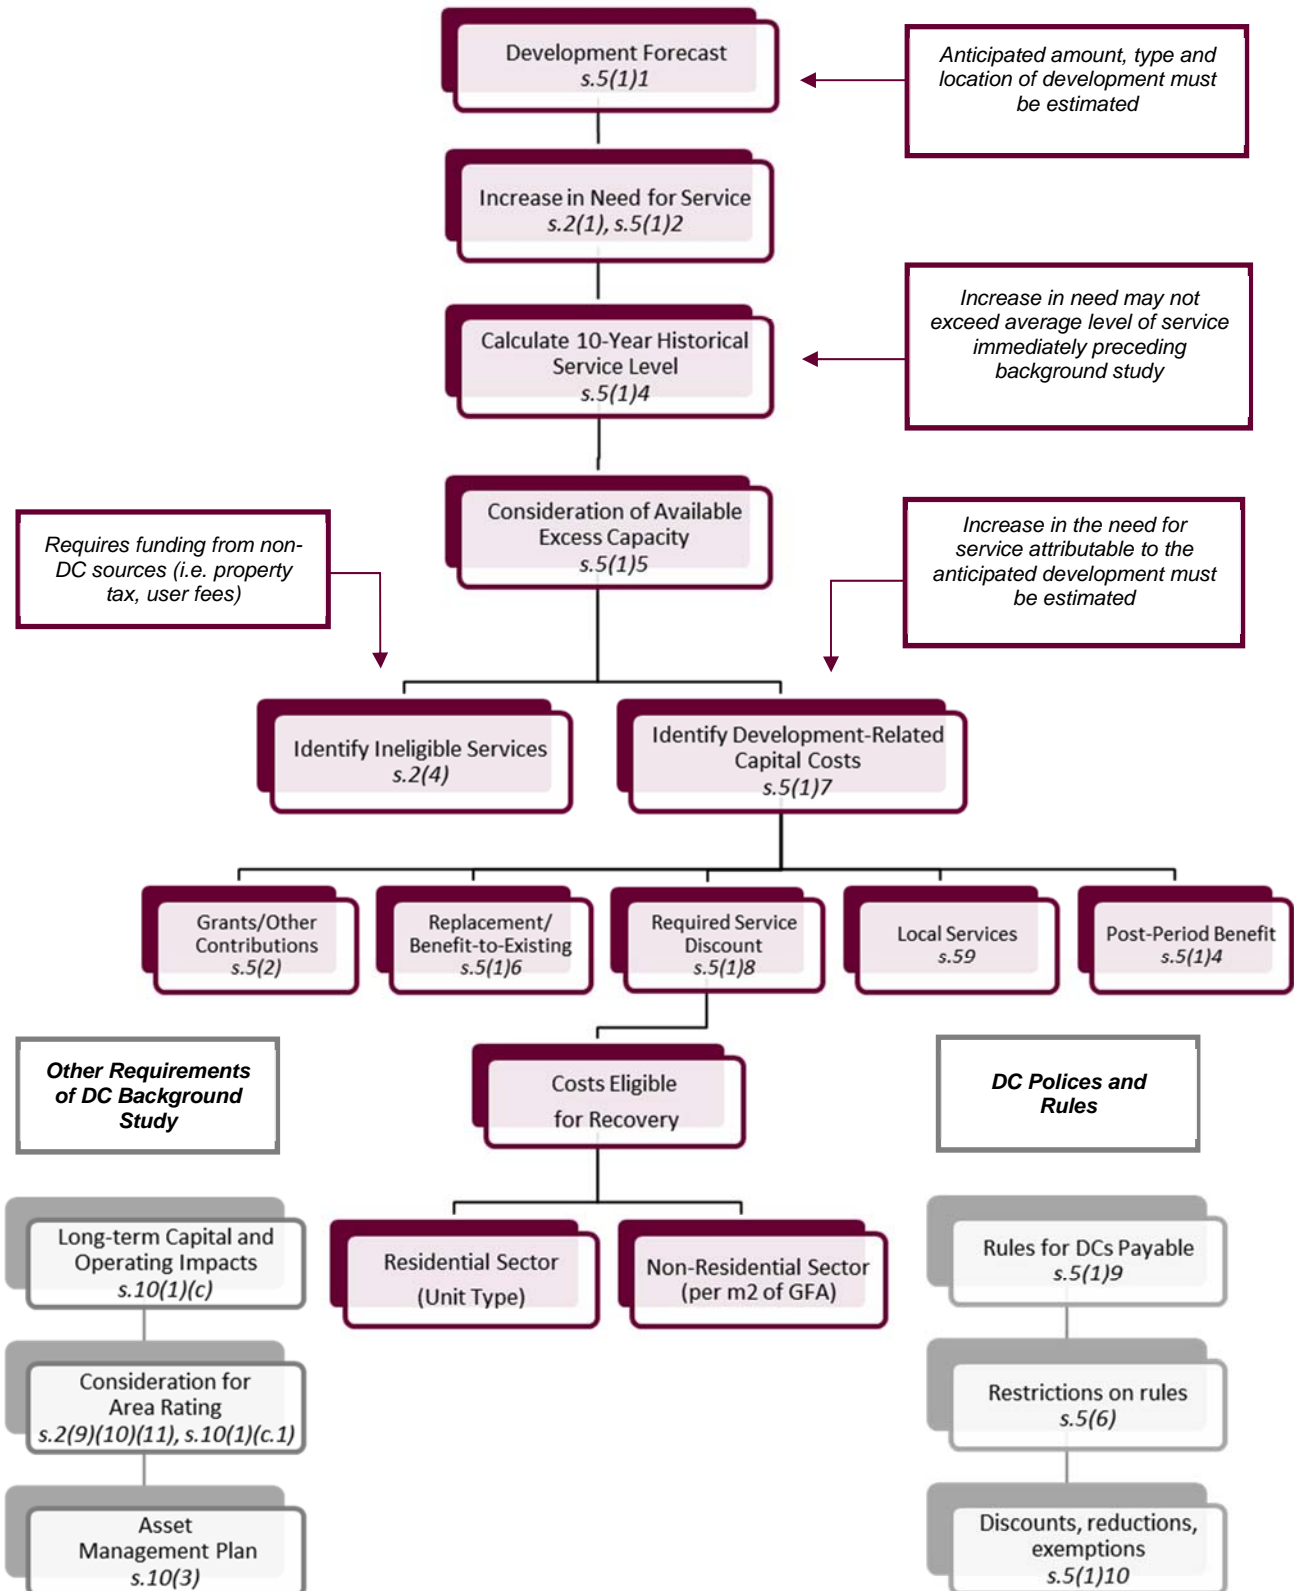 Development Forecast
s.5(1)1
Anticipated amount, type and
location of development must
be estimated
Increase in Need for Service
s.2(1), s.5(1)2
Calculate 10-Year Historical
Service Level
s.5(1)4
Increase in need may not
exceed average level of service
immediately preceding
background study
Consideration of Available
Excess Capacity
s.5(1)5
Requires funding from non-
DC sources (i.e. property
tax, user fees)
Increase in the need for
service attributable to the
anticipated development must
be estimated
Identify Ineligible Services
s.2(4)
Identify Development-Related
Capital Costs
s.5(1)7
Grants/Other
Contributions
s.5(2)
Replacement/
Benefit-to-Existing
s.5(1)6
Required Service
Discount
s.5(1)8
Local Services
s.59
Post-Period Benefit
s.5(1)4
Other Requirements
of DC Background
Study
Costs Eligible
for Recovery
DC Polices and
Rules
Long-term Capital and
Operating Impacts
s.10(1)(c)
Consideration for
Area Rating
s.2(9)(10)(11), s.10(1)(c.1)
Asset
Management Plan
s.10(3)
Residential Sector
(Unit Type)
Non-Residential Sector
(per m2 of GFA)
Rules for DCs Payable
s.5(1)9
Restrictions on rules
s.5(6)
Discounts, reductions,
exemptions
s.5(1)10